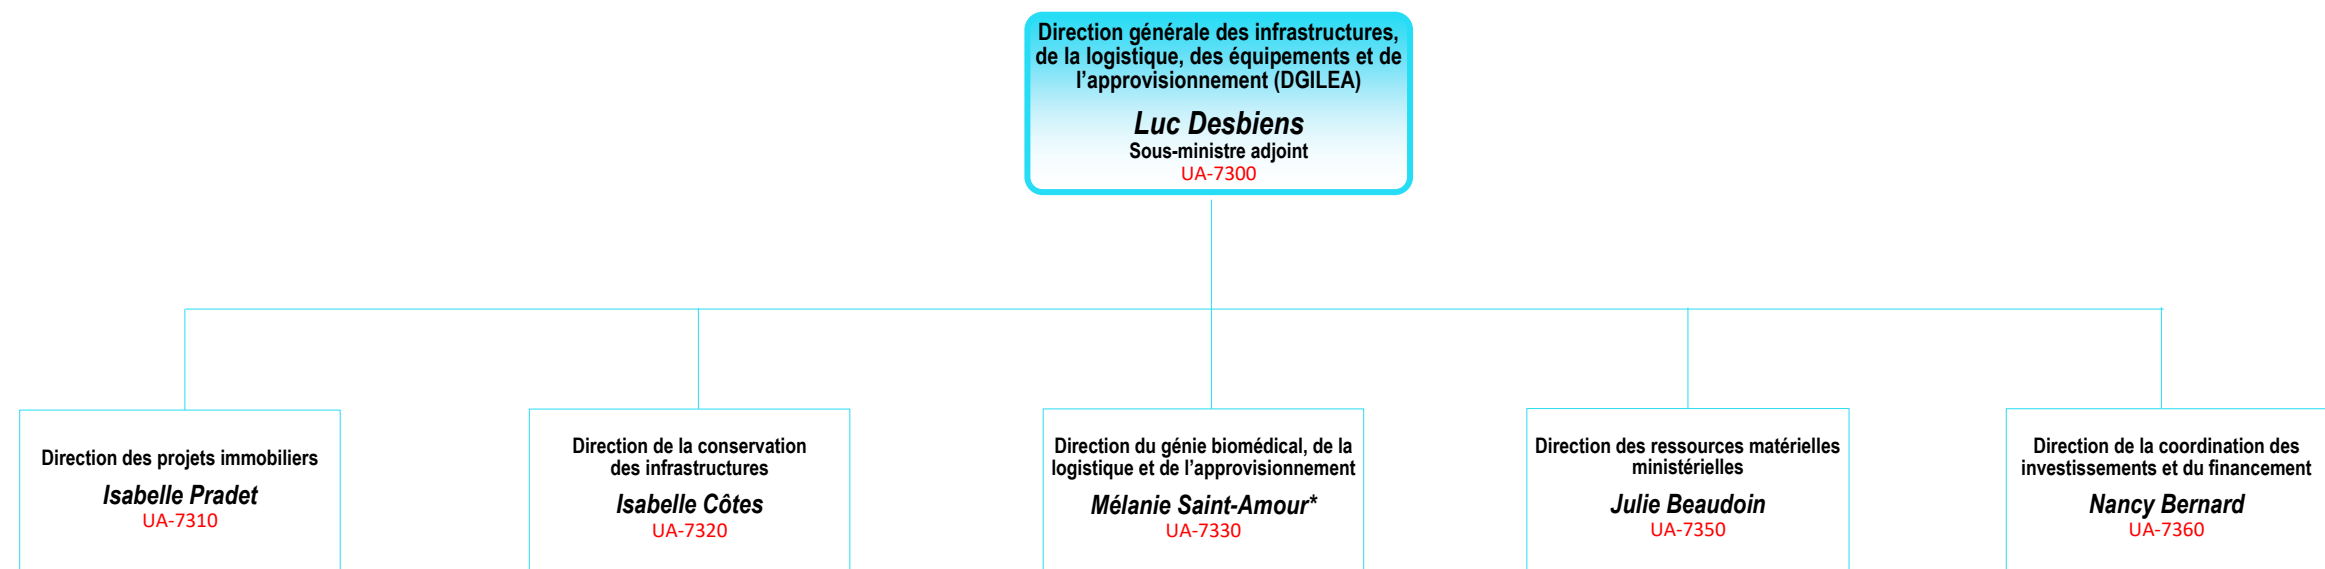 Direction générale des infrastructures,
de la logistique, des équipements et de
l'approvisionnement (DGILEA)
Luc Desbiens
Sous-ministre adjoint
UA-7300
Direction des projets immobiliers
Isabelle Pradet
UA-7310
Direction de la conservation
des infrastructures
Isabelle Côtes
UA-7320
Direction du génie biomédical, de la
logistique et de l'approvisionnement
Mélanie Saint-Amour*
UA-7330
Direction des ressources matérielles
ministérielles
Julie Beaudoin
UA-7350
Direction de la coordination des
investissements et du financement
Nancy Bernard
UA-7360